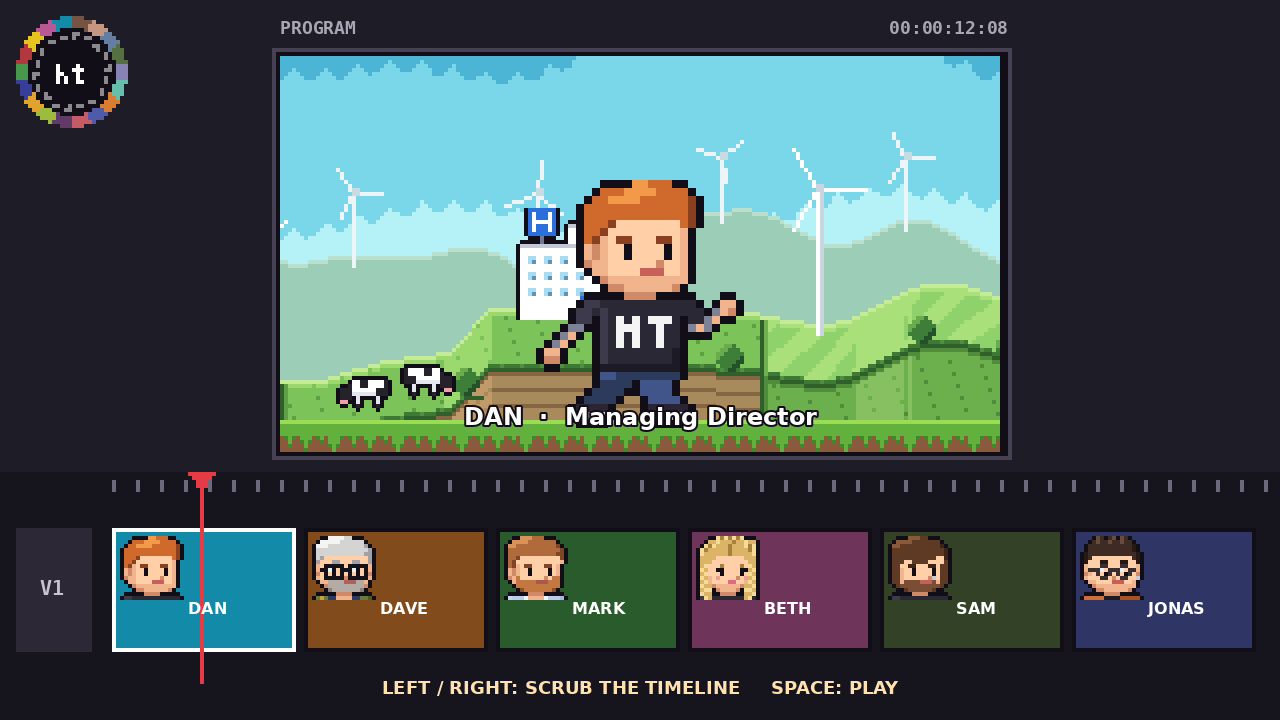 ht
PROGRAM
00:00:12:08
H
HT
DAN · Managing Director
V1
DAN
DAVE
MARK
BETH
SAM
JONAS
LEFT / RIGHT: SCRUB THE TIMELINE SPACE: PLAY